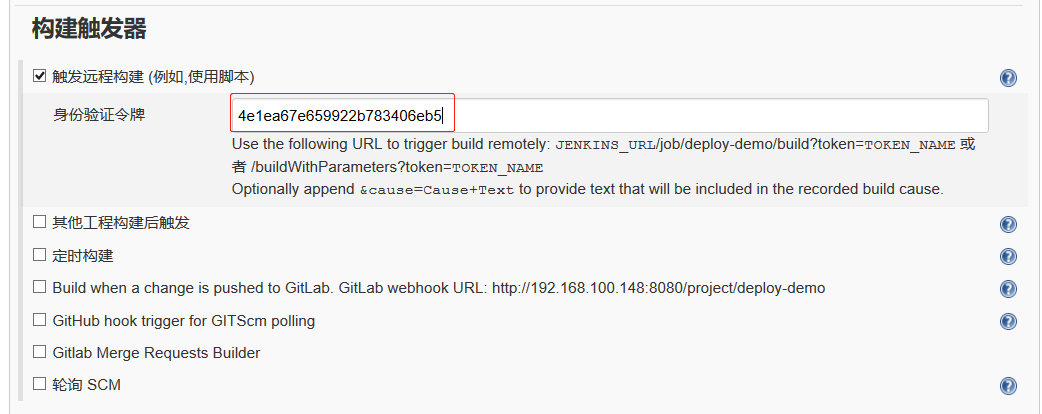 构建触发器
触发远程构建 (例如,使用脚本)
身份验证令牌
4e1ea67e659922b783406eb5
Use the following URL to trigger build remotely: JENKINS_URL/job/deploy-demo/build?token=TOKEN_NAME 或
者 /buildWithParameters?token=TOKEN_NAME
Optionally append &cause=Cause+Text to provide text that will be included in the recorded build cause.
其他工程构建后触发
定时构建
Build when a change is pushed to GitLab. GitLab webhook URL: http://192.168.100.148:8080/project/deploy-demo
GitHub hook trigger for GITScm polling
Gitlab Merge Requests Builder
轮询 SCM